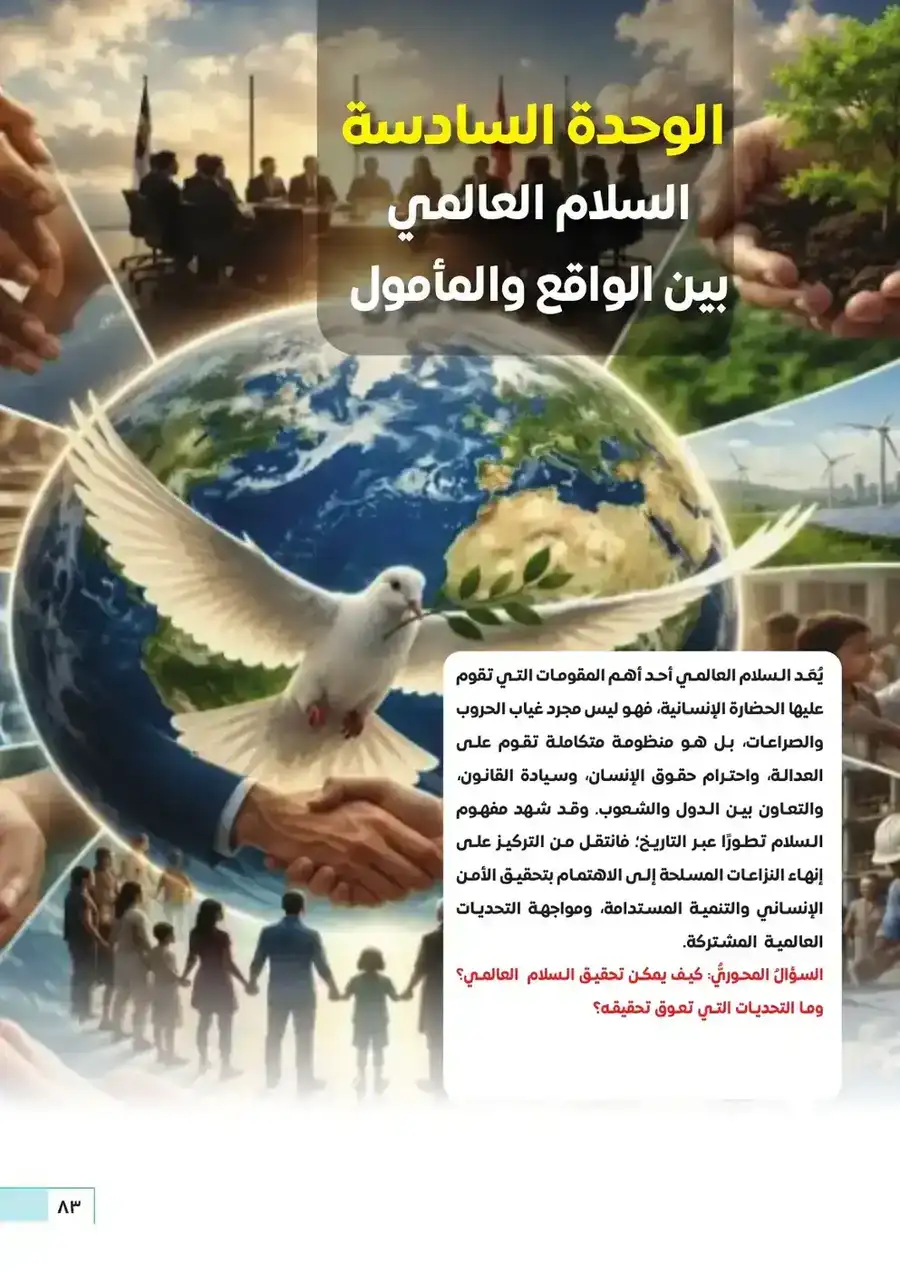 الوحدة السادسة
السلام العالمي
بين الواقع والمأمول
يُعَد السلام العالمي أحد أهم المقومات التي تقوم
عليها الحضارة الإنسانية، فهو ليس مجرد غياب الحروب
والصراعات، بل هو منظومة متكاملة تقوم على
العدالة، واحترام حقوق الإنسان، وسيادة القانون،
والتعاون بين الدول والشعوب. وقد شهد مفهوم
السلام تطورًا عبر التاريخ؛ فانتقل من التركيز على
إنهاء النزاعات المسلحة إلى الاهتمام بتحقيق الأمن
الإنساني والتنمية المستدامة، ومواجهة التحديات
العالمية المشتركة.
السؤالُ المحوريُّ: كيف يمكن تحقيق السلام العالمي؟
وما التحديات التي تعوق تحقيقه؟
٨٣